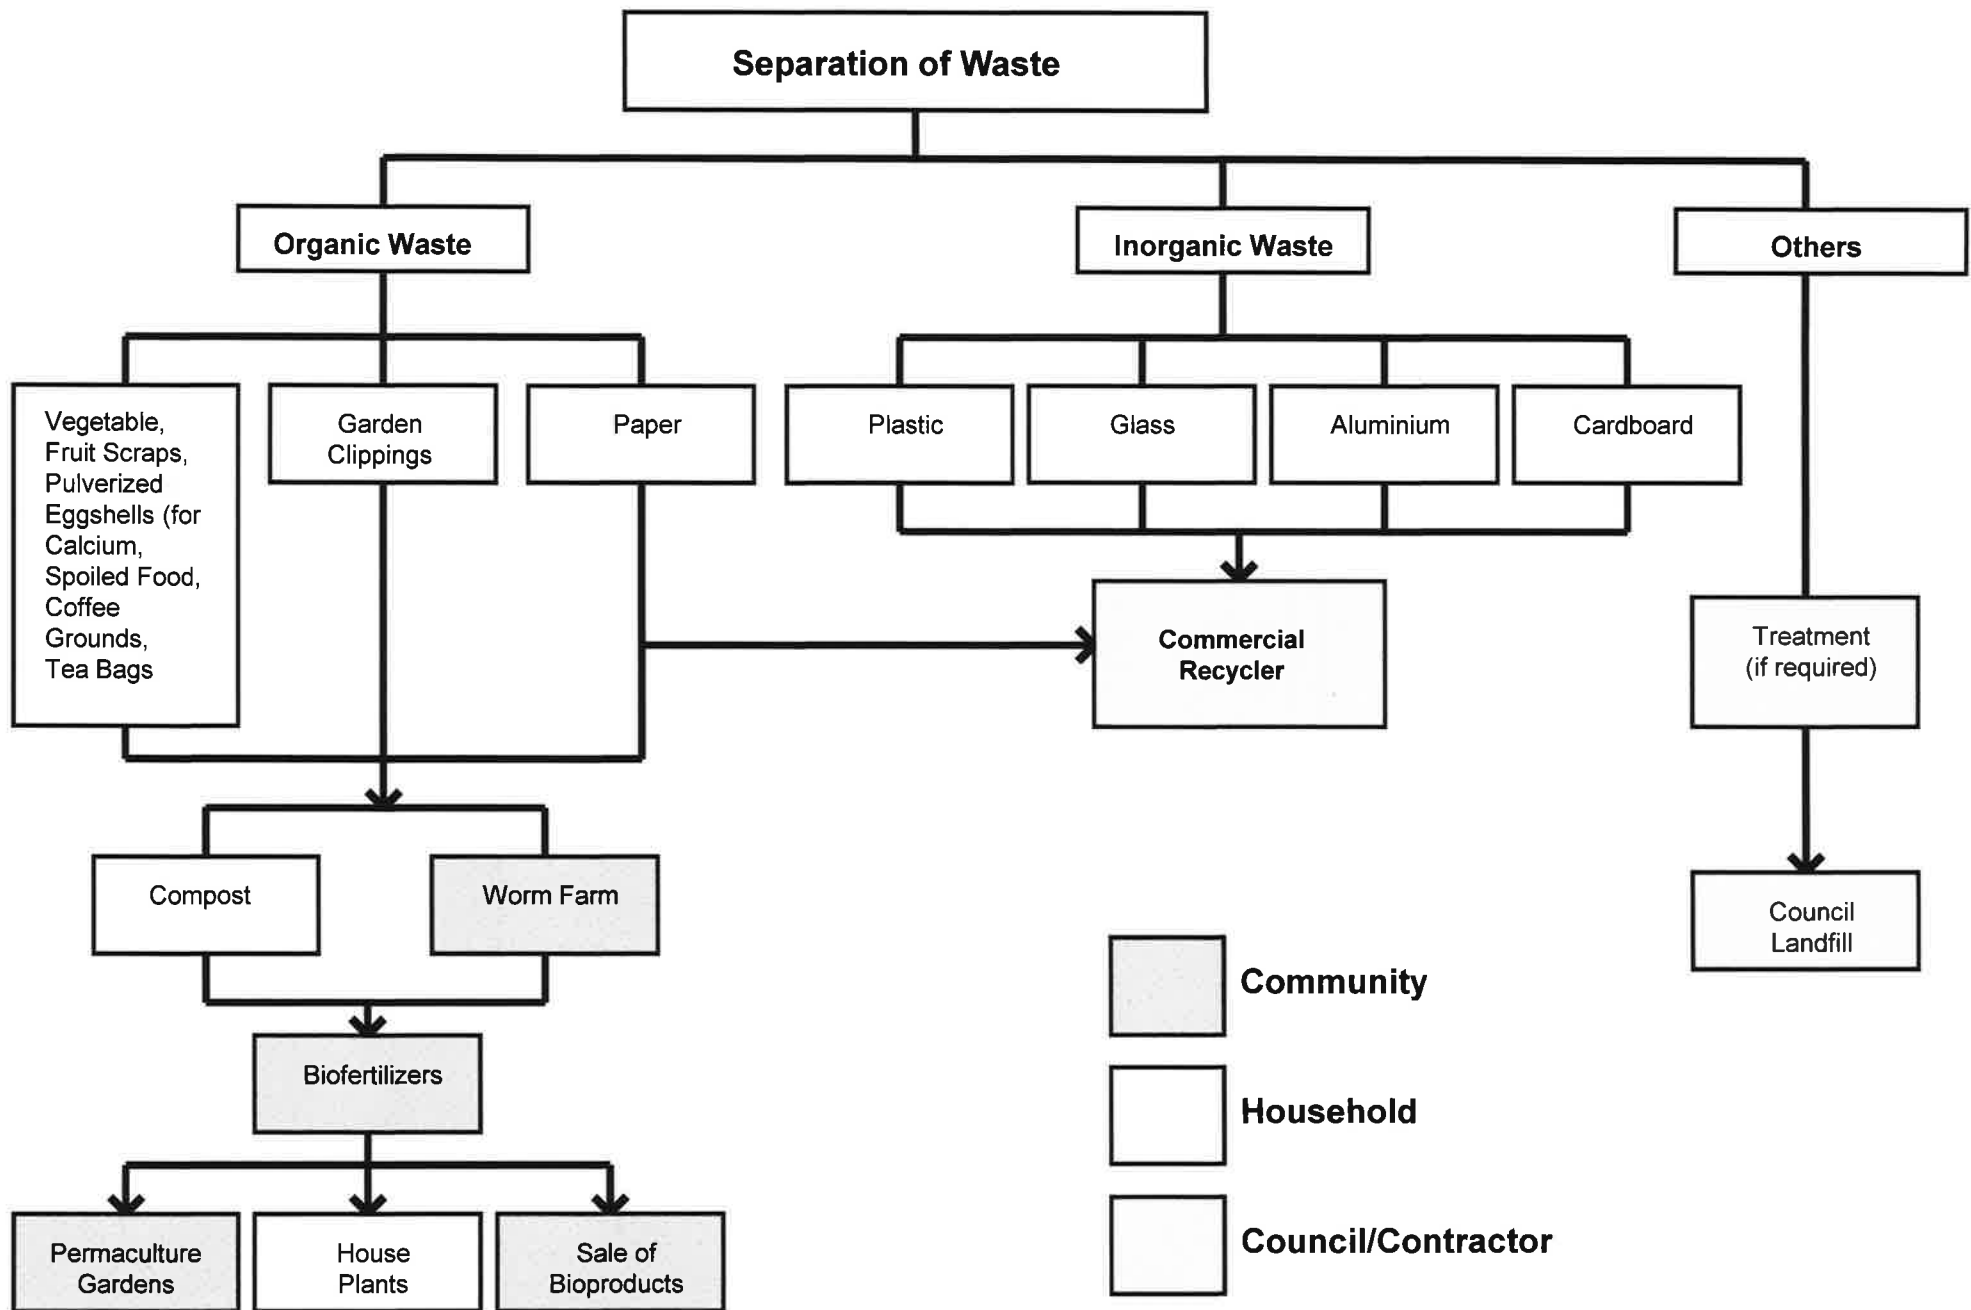 Separation of Waste
Organic Waste
Inorganic Waste
Others
Vegetable,
Fruit Scraps,
Pulverized
Eggshells (for
Calcium,
Spoiled Food,
Coffee
Grounds,
Tea Bags
Garden
Clippings
Paper
Plastic
Glass
Aluminium
Cardboard
Commercial
Recycler
Treatment
(if required)
Compost
Worm Farm
Council
Landfill
Biofertilizers
Permaculture
Gardens
House
Plants
Sale of
Bioproducts
Community
Household
Council/Contractor